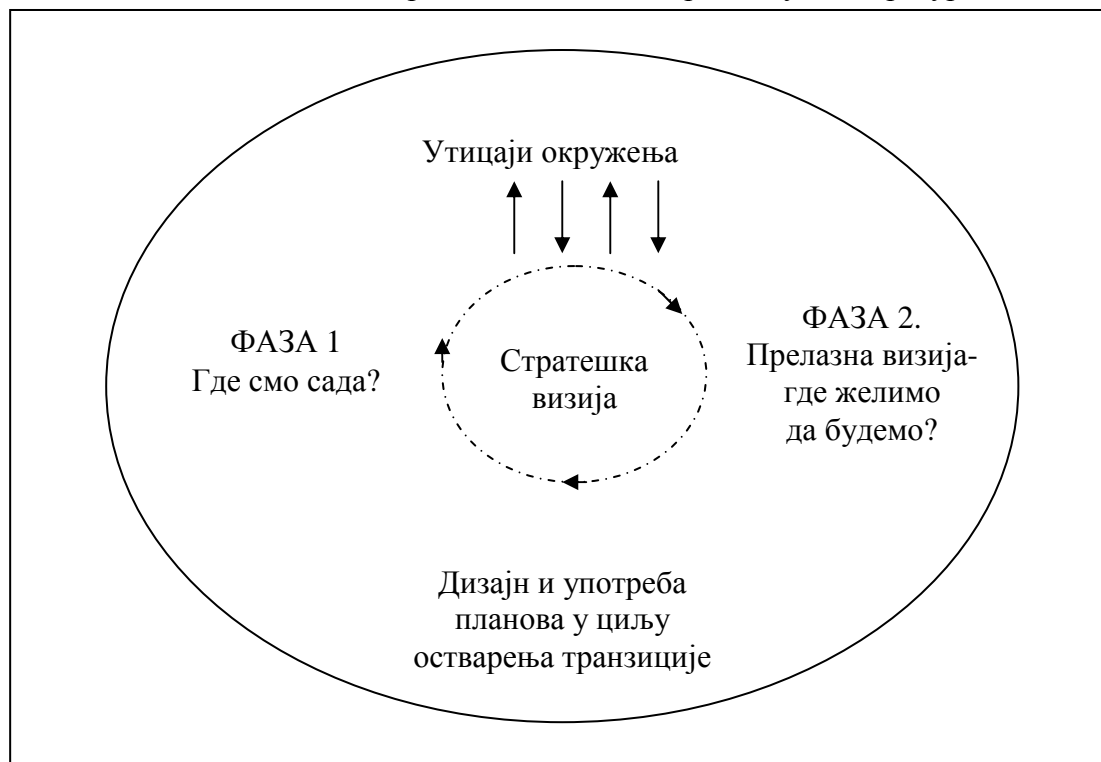 Утицаји окружења
ФАЗА 1
Где смо сада?
Стратешка
визија
ФАЗА 2.
Прелазна визија-
где желимо
да будемо?
Дизајн и употреба
планова у циљу
остварења транзиције